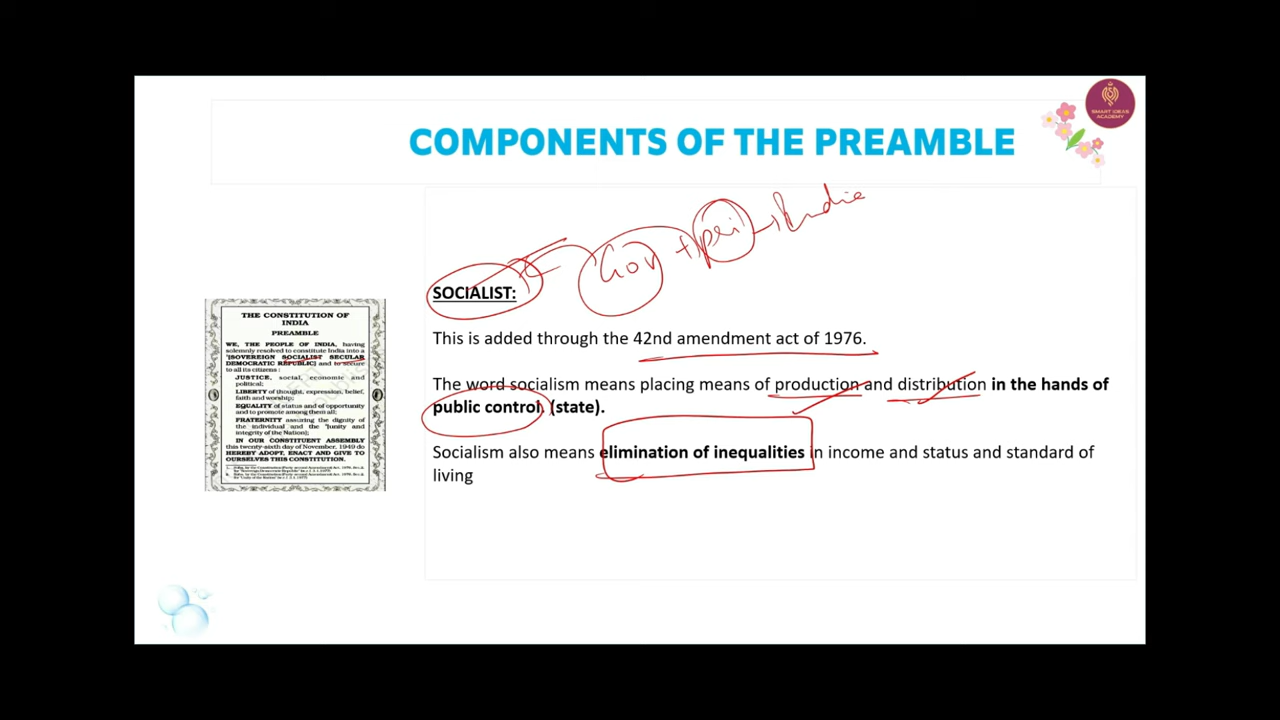 SMART IDEAS
ACADEMY
COMPONENTS OF THE PREAMBLE
Gov + pri → India
SOCIALIST:
This is added through the 42nd amendment act of 1976.
The word socialism means placing means of production and distribution in the hands of
public control. (state).
Socialism also means elimination of inequalities in income and status and standard of
living
THE CONSTITUTION OF
INDIA
PREAMBLE
WE, THE PEOPLE OF INDIA, having
solemnly resolved to constitute India into a
[SOVEREIGN SOCIALIST SECULAR
DEMOCRATIC REPUBLIC] and to secure
to all its citizens :
JUSTICE, social, economic and
political;
LIBERTY of thought, expression, belief,
faith and worship;
EQUALITY of status and of opportunity
and to promote among them all;
FRATERNITY assuring the dignity of
the individual and the [unity and
integrity of the Nation];
IN OUR CONSTITUENT ASSEMBLY
this twenty-sixth day of November, 1949 do
HEREBY ADOPT, ENACT AND GIVE TO
OURSELVES THIS CONSTITUTION.